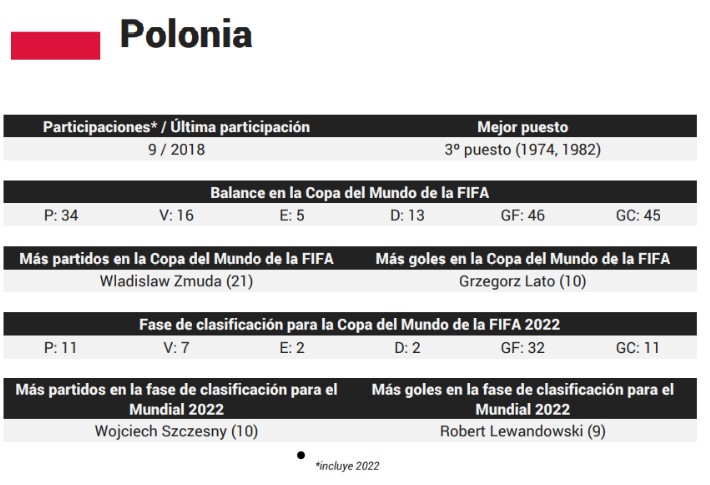 Polonia
Participaciones* / Última participación Mejor puesto
9 / 2018 3º puesto (1974, 1982)
Balance en la Copa del Mundo de la FIFA
P: 34 V: 16 E: 5 D: 13 GF: 46 GC: 45
Más partidos en la Copa del Mundo de la FIFA Más goles en la Copa del Mundo de la FIFA
Wladislaw Zmuda (21) Grzegorz Lato (10)
Fase de clasificación para la Copa del Mundo de la FIFA 2022
P: 11 V: 7 E: 2 D: 2 GF: 32 GC: 11
Más partidos en la fase de clasificación para el Más goles en la fase de clasificación para el
Mundial 2022 Mundial 2022
Wojciech Szczesny (10) Robert Lewandowski (9)
*incluye 2022